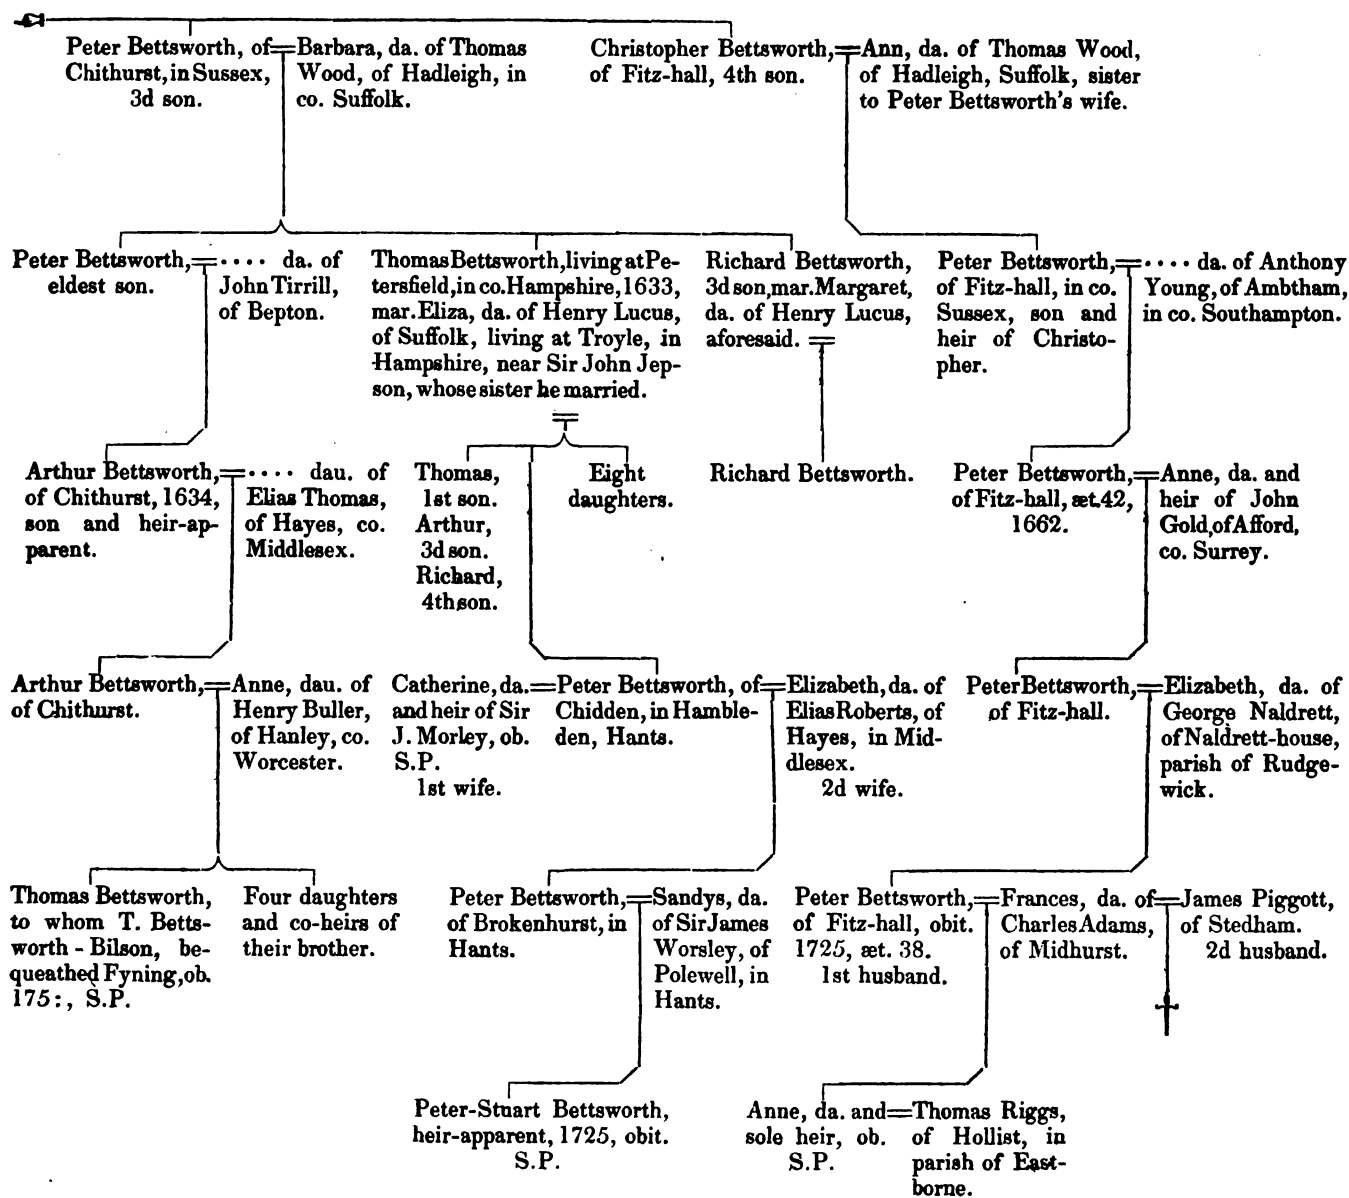 Peter Bettsworth, of
Chithurst, in Sussex,
3d son.
Barbara, da. of Thomas
Wood, of Hadleigh, in
co. Suffolk.
Christopher Bettsworth,
of Fitz-hall, 4th son.
Ann, da. of Thomas Wood,
of Hadleigh, Suffolk, sister
to Peter Bettsworth's wife.
Peter Bettsworth,
eldest son.
.... da. of
John Tirrill,
of Bepton.
Thomas Bettsworth, living at Pe-
tersfield, in co. Hampshire, 1633,
mar. Eliza, da. of Henry Lucus,
of Suffolk, living at Troyle, in
Hampshire, near Sir John Jep-
son, whose sister he married.
Richard Bettsworth,
3d son, mar. Margaret,
da. of Henry Lucus,
aforesaid.
Peter Bettsworth,
of Fitz-hall, in co.
Sussex, son and
heir of Christo-
pher.
.... da. of Anthony
Young, of Ambtham,
in co. Southampton.
Arthur Bettsworth,
of Chithurst, 1634,
son and heir-ap-
parent.
.... dau. of
Elias Thomas,
of Hayes, co.
Middlesex.
Thomas,
1st son.
Arthur,
3d son.
Richard,
4th son.
Eight
daughters.
Richard Bettsworth.
Peter Bettsworth,
of Fitz-hall, æt. 42,
1662.
Anne, da. and
heir of John
Gold, of Afford,
co. Surrey.
Arthur Bettsworth,
of Chithurst.
Anne, dau. of
Henry Buller,
of Hanley, co.
Worcester.
Catherine, da.
and heir of Sir
J. Morley, ob.
S.P.
1st wife.
Peter Bettsworth, of
Chidden, in Hamble-
den, Hants.
Elizabeth, da. of
Elias Roberts, of
Hayes, in Mid-
dlesex.
2d wife.
Peter Bettsworth,
of Fitz-hall.
Elizabeth, da. of
George Naldrett,
of Naldrett-house,
parish of Rudge-
wick.
Thomas Bettsworth,
to whom T. Betts-
worth - Bilson, be-
queathed Fyning, ob.
175:, S.P.
Four daughters
and co-heirs of
their brother.
Peter Bettsworth,
of Brokenhurst, in
Hants.
Sandys, da.
of Sir James
Worsley, of
Polewell, in
Hants.
Peter Bettsworth,
of Fitz-hall, obit.
1725, æt. 38.
1st husband.
Frances, da. of
Charles Adams,
of Midhurst.
James Piggott,
of Stedham.
2d husband.
Peter-Stuart Bettsworth,
heir-apparent, 1725, obit.
S.P.
Anne, da. and
sole heir, ob.
S.P.
Thomas Riggs,
of Hollist, in
parish of East-
borne.